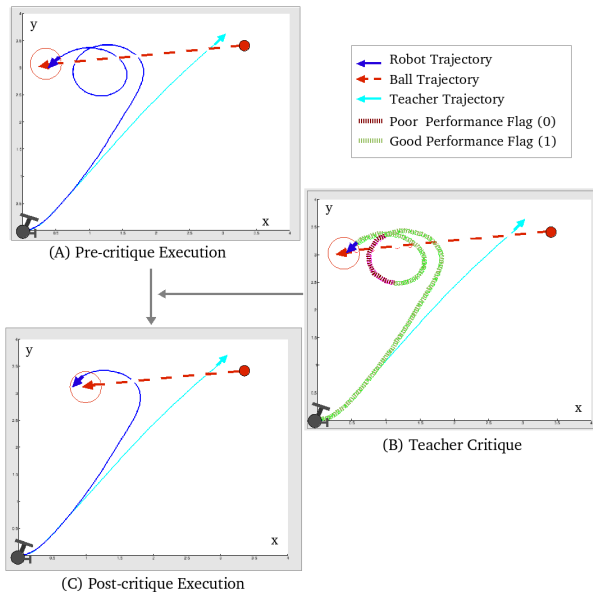 y
x
(A) Pre-critique Execution
Robot Trajectory
Ball Trajectory
Teacher Trajectory
Poor Performance Flag (0)
Good Performance Flag (1)
y
x
(B) Teacher Critique
y
x
(C) Post-critique Execution